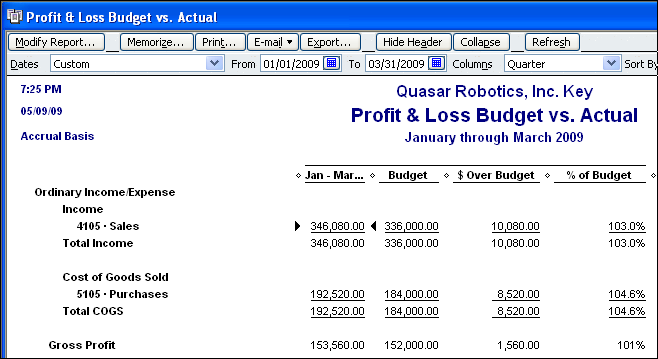 Profit & Loss Budget vs. Actual
Modify Report... Memorize... Print... E-mail Export... Hide Header Collapse Refresh
Dates Custom From 01/01/2009 To 03/31/2009 Columns Quarter Sort By
7:25 PM Quasar Robotics, Inc. Key
05/09/09 Profit & Loss Budget vs. Actual
Accrual Basis January through March 2009
Jan - Mar... Budget $ Over Budget % of Budget
Ordinary Income/Expense
Income
4105 · Sales 346,080.00 336,000.00 10,080.00 103.0%
Total Income 346,080.00 336,000.00 10,080.00 103.0%
Cost of Goods Sold
5105 · Purchases 192,520.00 184,000.00 8,520.00 104.6%
Total COGS 192,520.00 184,000.00 8,520.00 104.6%
Gross Profit 153,560.00 152,000.00 1,560.00 101%